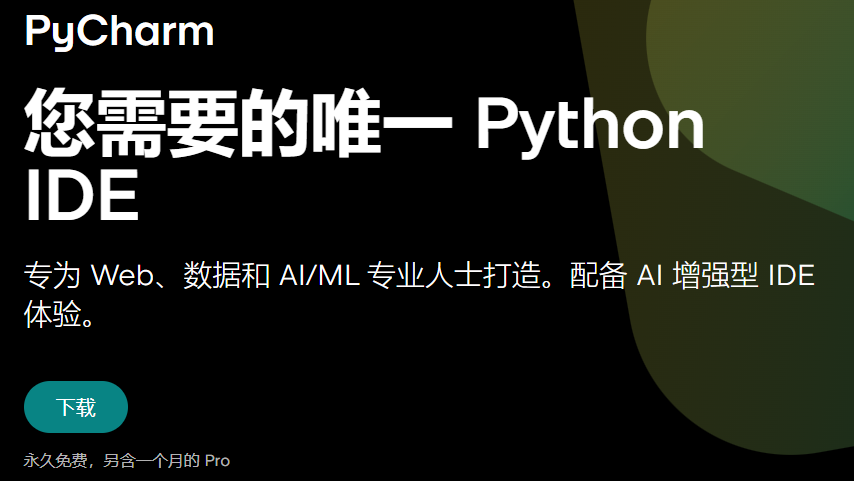 PyCharm
您需要的唯一 Python
IDE
专为 Web、数据和 AI/ML 专业人士打造。配备 AI 增强型 IDE
体验。
下载
永久免费，另含一个月的 Pro